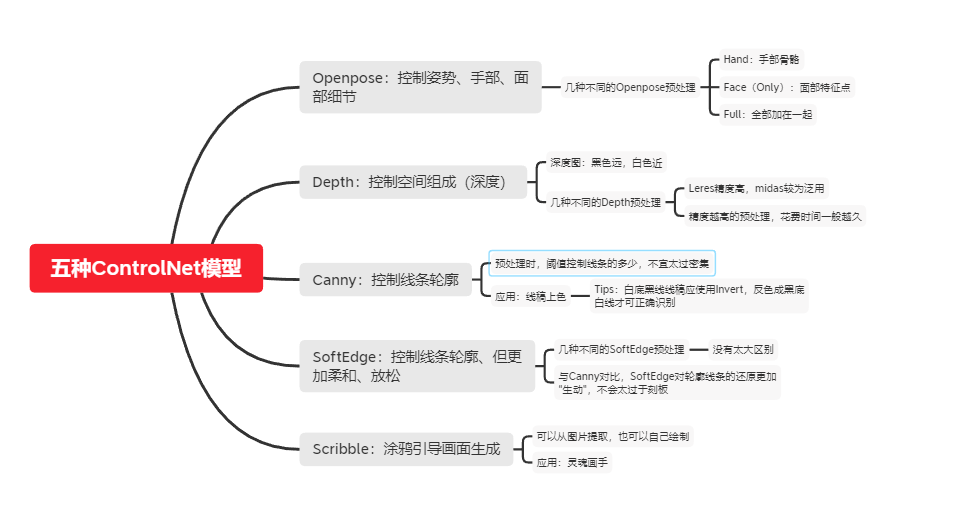 五种ControlNet模型
Openpose：控制姿势、手部、面
部细节
几种不同的Openpose预处理
Hand：手部骨骼
Face（Only）：面部特征点
Full：全部加在一起
Depth：控制空间组成（深度）
深度图：黑色远，白色近
几种不同的Depth预处理
Leres精度高，midas较为泛用
精度越高的预处理，花费时间一般越久
Canny：控制线条轮廓
预处理时，阈值控制线条的多少，不宜太过密集
应用：线稿上色
Tips：白底黑线线稿应使用Invert，反色成黑底
白线才可正确识别
SoftEdge：控制线条轮廓、但更
加柔和、放松
几种不同的SoftEdge预处理
没有太大区别
与Canny对比，SoftEdge对轮廓线条的还原更加
“生动”，不会太过于刻板
Scribble：涂鸦引导画面生成
可以从图片提取，也可以自己绘制
应用：灵魂画手